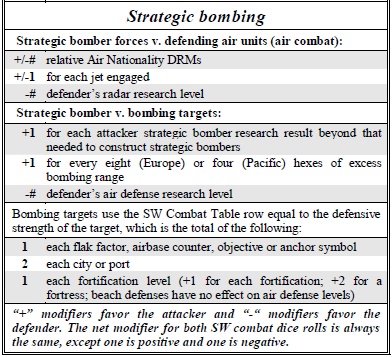 Strategic bombing
Strategic bomber forces v. defending air units (air combat):
+/-# relative Air Nationality DRMs
+/-1 for each jet engaged
-# defender's radar research level
Strategic bomber v. bombing targets:
+1 for each attacker strategic bomber research result beyond that
needed to construct strategic bombers
+1 for every eight (Europe) or four (Pacific) hexes of excess
bombing range
-# defender's air defense research level
Bombing targets use the SW Combat Table row equal to the defensive
strength of the target, which is the total of the following:
1 each flak factor, airbase counter, objective or anchor symbol
2 each city or port
1 each fortification level (+1 for each fortification; +2 for a
fortress; beach defenses have no effect on air defense levels)
"+" modifiers favor the attacker and "-" modifiers favor the
defender. The net modifier for both SW combat dice rolls is always
the same, except one is positive and one is negative.